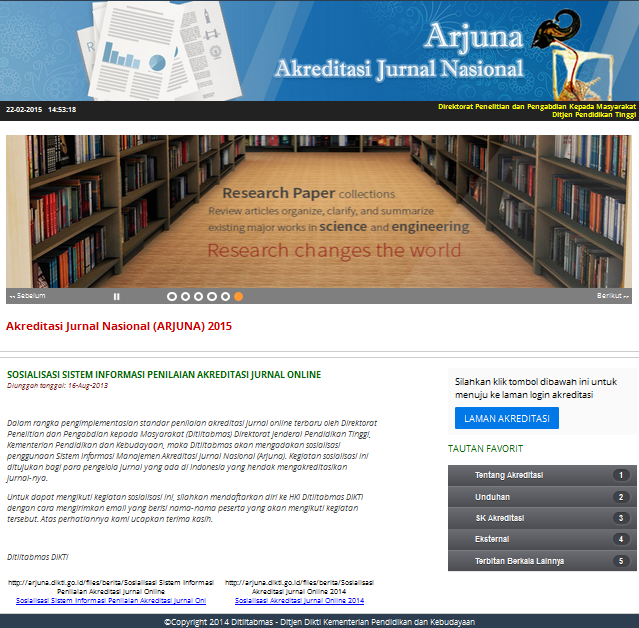 Arjuna
Akreditasi Jurnal Nasional
22-02-2015 14:53:18
Direktorat Penelitian dan Pengabdian Kepada Masyarakat
Ditjen Pendidikan Tinggi
Research Paper collections
Review articles organize, clarify, and summarize
existing major works in science and engineering
Research changes the world
Sebelum
Berikut
Akreditasi Jurnal Nasional (ARJUNA) 2015
SOSIALISASI SISTEM INFORMASI PENILAIAN AKREDITASI JURNAL ONLINE
Diunggah tanggal: 16-Aug-2013
Dalam rangka pengimplementasian standar penilaian akreditasi jurnal online terbaru oleh Direktorat
Penelitian dan Pengabdian kepada Masyarakat (Ditlitabmas) Direktorat Jenderal Pendidikan Tinggi,
Kementerian Pendidikan dan Kebudayaan, maka Ditlitabmas akan mengadakan sosialisasi
penggunaan Sistem Informasi Manajemen Akreditasi Jurnal Nasional (Arjuna). Kegiatan sosialisasi ini
ditujukan bagi para pengelola jurnal yang ada di Indonesia yang hendak mengakreditasikan
jurnal-nya.
Untuk dapat mengikuti kegiatan sosialisasi ini, silahkan mendaftarkan diri ke HKI Ditlitabmas DIKTI
dengan cara mengirimkan email yang berisi nama-nama peserta yang akan mengikuti kegiatan
tersebut. Atas perhatiannya kami ucapkan terima kasih.
Ditlitabmas DIKTI
http://arjuna.dikti.go.id/files/berita/Sosialisasi Sistem Informasi
Penilaian Akreditasi Jurnal Online
Sosialisasi Sistem Informasi Penilaian Akreditasi Jurnal Onl
http://arjuna.dikti.go.id/files/berita/Sosialisasi
Akreditasi Jurnal Online 2014
Sosialisasi Akreditasi Jurnal Online 2014
Silahkan klik tombol dibawah ini untuk
menuju ke laman login akreditasi
LAMAN AKREDITASI
TAUTAN FAVORIT
Tentang Akreditasi 1
Unduhan 2
SK Akreditasi 3
Eksternal 4
Terbitan Berkala Lainnya 5
©Copyright 2014 Ditlitabmas - Ditjen Dikti Kementerian Pendidikan dan Kebudayaan